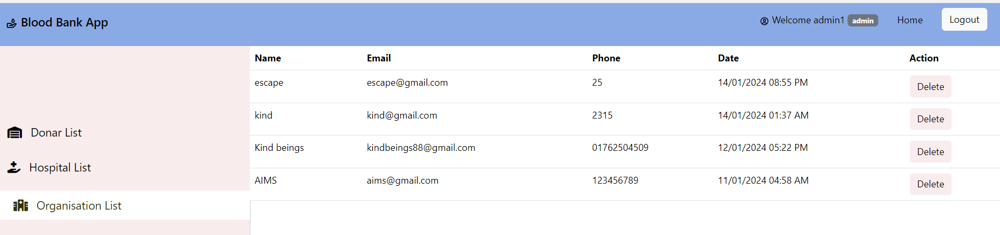 Blood Bank App
Welcome admin1 admin Home Logout
Name Email Phone Date Action
escape escape@gmail.com 25 14/01/2024 08:55 PM Delete
kind kind@gmail.com 2315 14/01/2024 01:37 AM Delete
Kind beings kindbeings88@gmail.com 01762504509 12/01/2024 05:22 PM Delete
AIMS aims@gmail.com 123456789 11/01/2024 04:58 AM Delete
Donar List
Hospital List
Organisation List